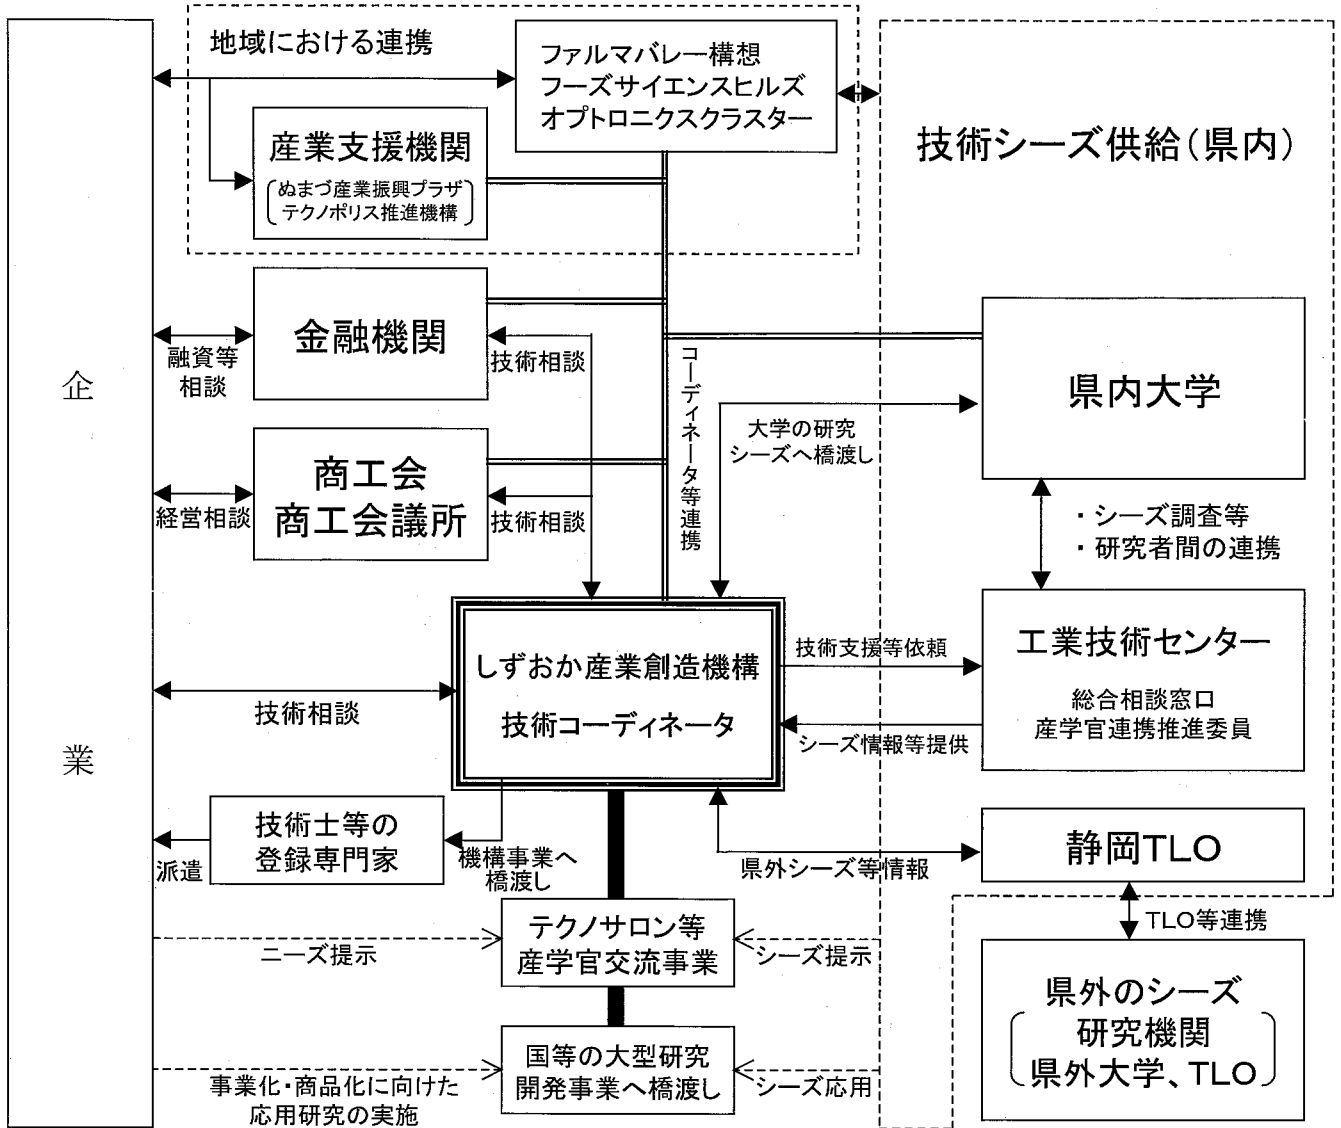 地域における連携
ファルマバレー構想
フーズサイエンスヒルズ
オプトロニクスクラスター
産業支援機関
ぬまづ産業振興プラザ
テクノポリス推進機構
技術シーズ供給(県内)
企業
金融機関
融資等
相談
技術相談
コーディネータ等連携
県内大学
大学の研究
シーズへ橋渡し
商工会
商工会議所
経営相談
技術相談
・シーズ調査等
・研究者間の連携
しずおか産業創造機構
技術コーディネータ
技術相談
技術支援等依頼
シーズ情報等提供
工業技術センター
総合相談窓口
産学官連携推進委員
技術士等の
登録専門家
派遣
機構事業へ
橋渡し
県外シーズ等情報
静岡TLO
TLO等連携
テクノサロン等
産学官交流事業
ニーズ提示
シーズ提示
県外のシーズ
研究機関
県外大学、TLO
国等の大型研究
開発事業へ橋渡し
事業化・商品化に向けた
応用研究の実施
シーズ応用